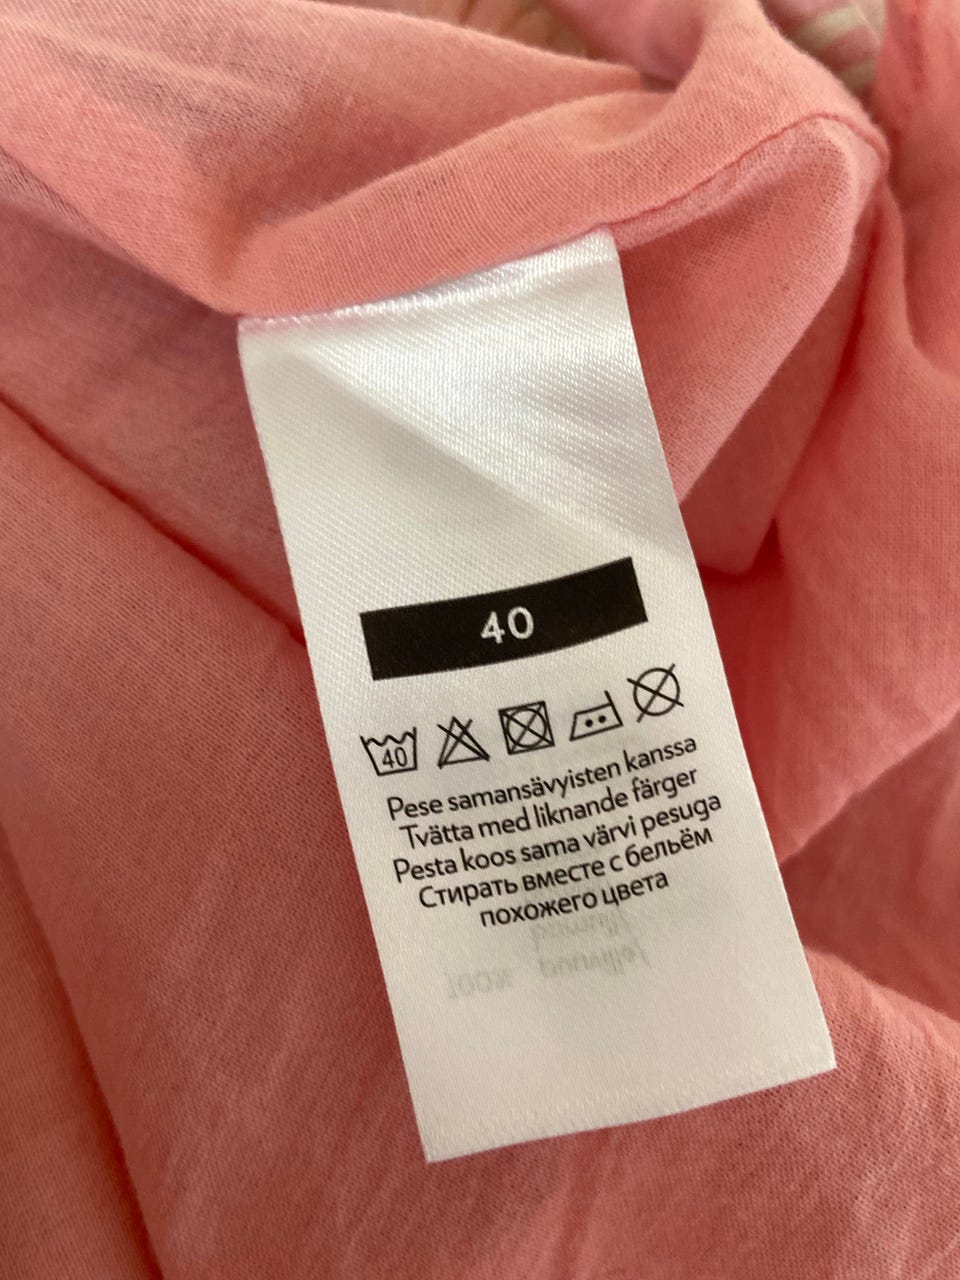 40
40
Pese samansävyisten kanssa
Tvätta med liknande färger
Pesta koos sama värvi pesuga
Стирать вместе с бельём
похожего цвета